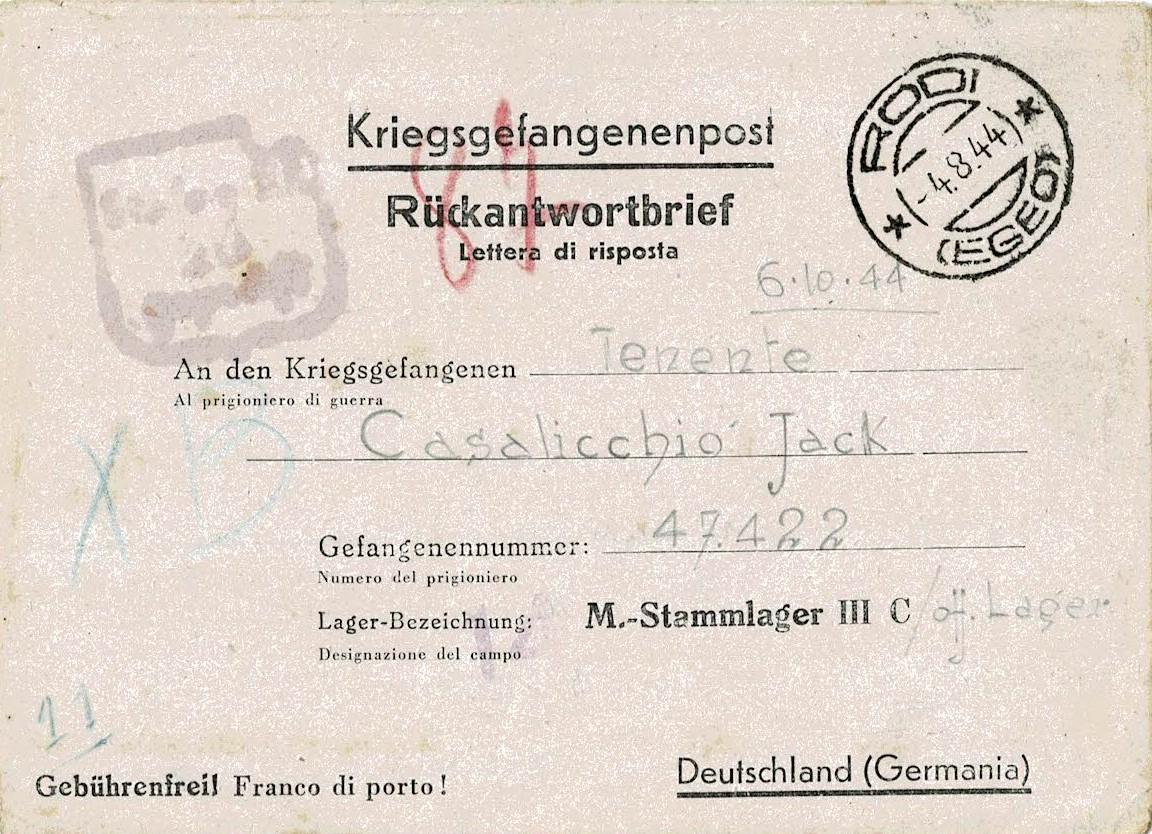 Kriegsgefangenenpost
Rückantwortbrief
Lettera di risposta
RODI
-4.8.44
(EGEO)
6.10.44
An den Kriegsgefangenen Tenente
Al prigioniero di guerra
Casalicchio Jack
Gefangenennummer: 47.422
Numero del prigioniero
Lager-Bezeichnung: M.-Stammlager III C /off. Lager
Designazione del campo
11
Gebührenfrei! Franco di porto!
Deutschland (Germania)